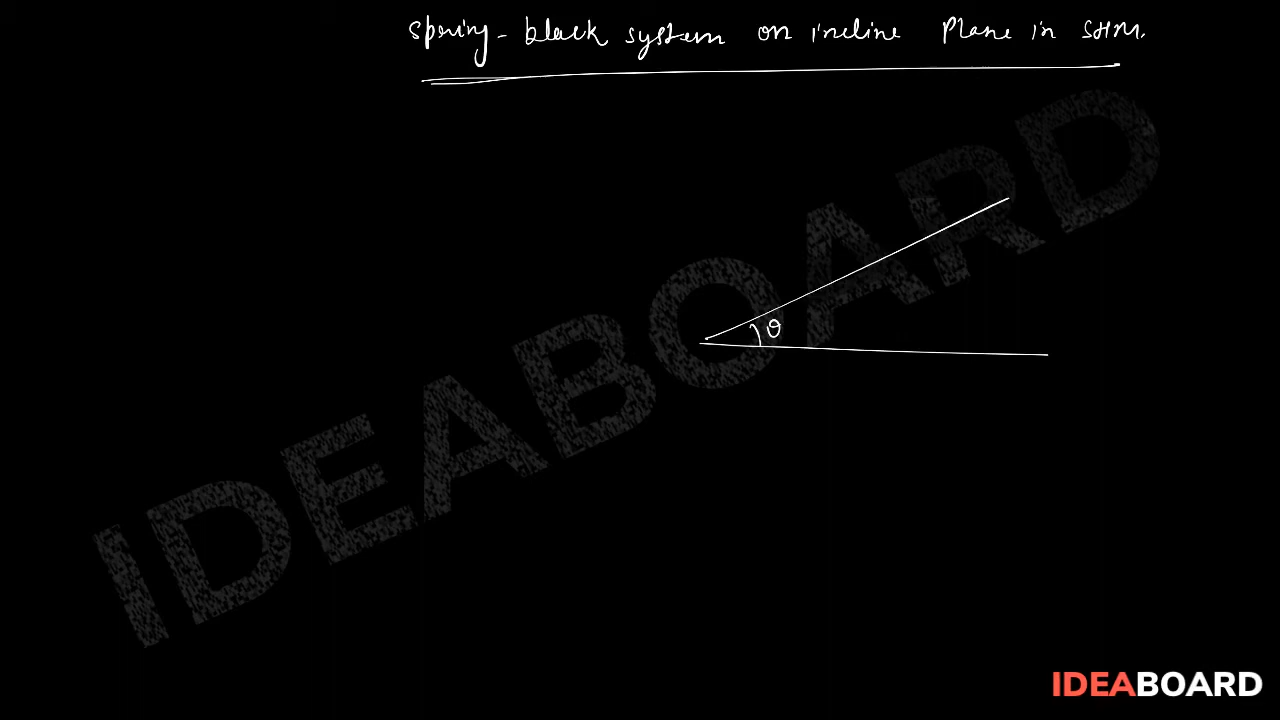 Spring-block system on incline Plane in SHM.
θ
IDEABOARD
IDEABOARD